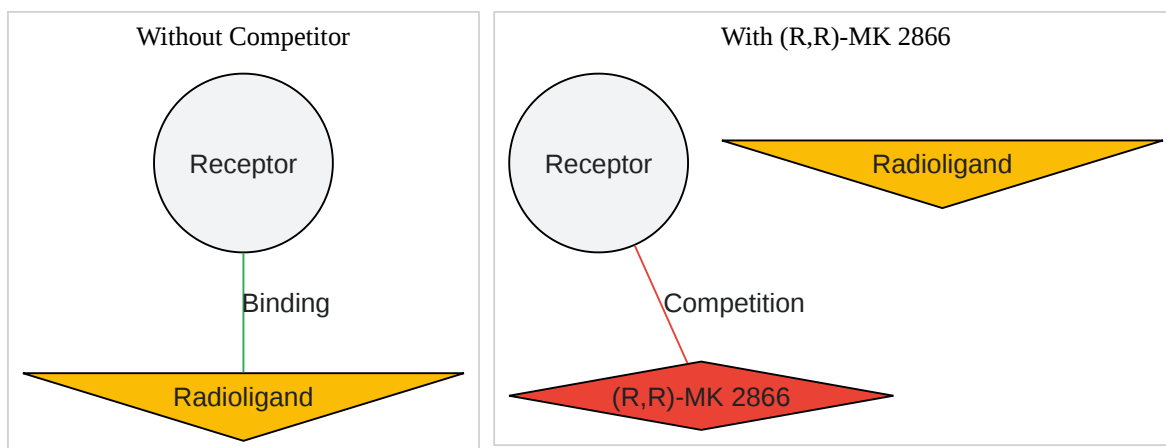 Without Competitor
Receptor
Binding
Radioligand
With (R,R)-MK 2866
Receptor
Radioligand
Competition
(R,R)-MK 2866